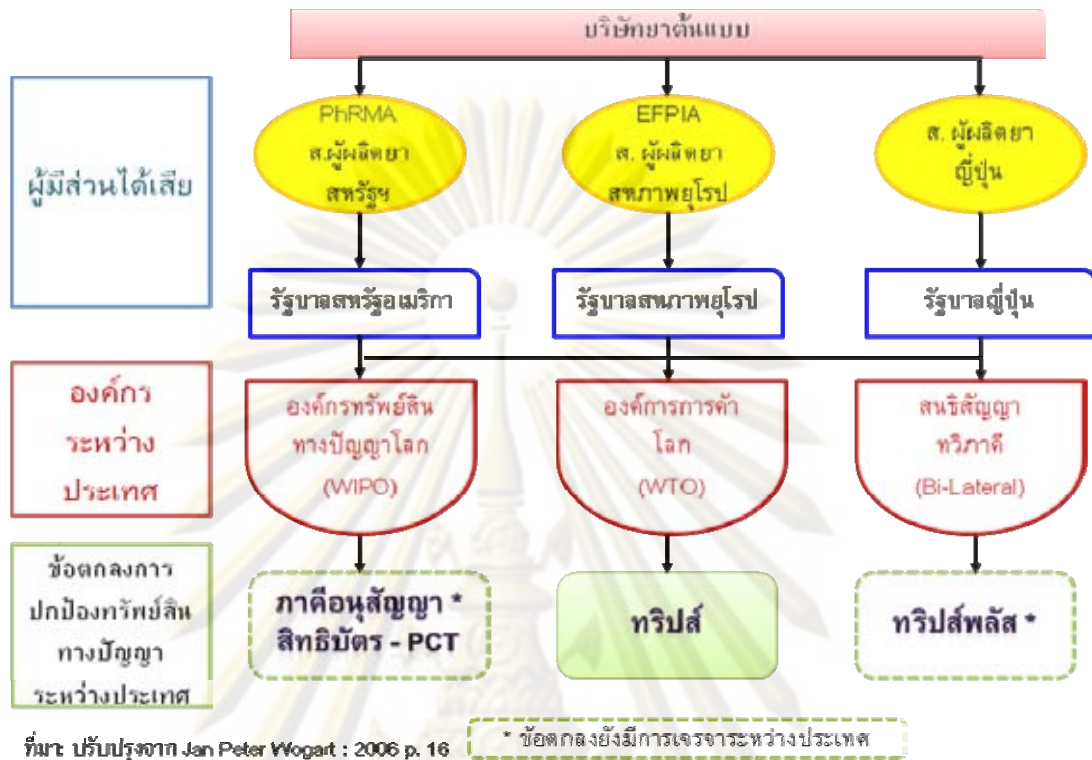 บริษัทยาต้นแบบ
ผู้มีส่วนได้เสีย
PhRMA
ส.ผู้ผลิตยา
สหรัฐฯ
EFPIA
ส. ผู้ผลิตยา
สหภาพยุโรป
ส. ผู้ผลิตยา
ญี่ปุ่น
รัฐบาลสหรัฐอเมริกา
รัฐบาลสหภาพยุโรป
รัฐบาลญี่ปุ่น
องค์กร
ระหว่าง
ประเทศ
องค์กรทรัพย์สิน
ทางปัญญาโลก
(WIPO)
องค์การการค้า
โลก
(WTO)
สนธิสัญญา
ทวิภาคี
(Bi-Lateral)
ข้อตกลงการ
ปกป้องทรัพย์สิน
ทางปัญญา
ระหว่างประเทศ
ภาคีอนุสัญญา *
สิทธิบัตร - PCT
ทริปส์
ทริปส์พลัส *
ที่มา: ปรับปรุงจาก Jan Peter Wogart : 2006 p. 16
* ข้อตกลงยังมีการเจรจาระหว่างประเทศ